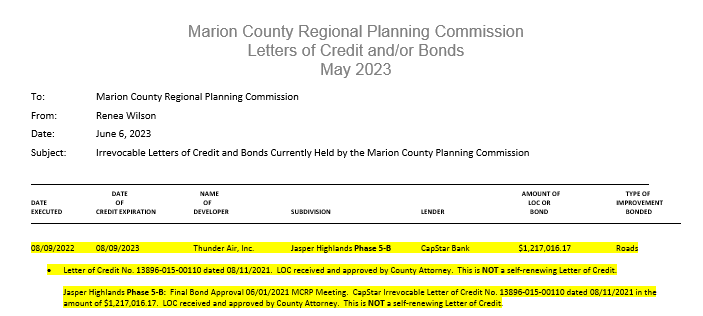 Marion County Regional Planning Commission
Letters of Credit and/or Bonds
May 2023
To: Marion County Regional Planning Commission
From: Renea Wilson
Date: June 6, 2023
Subject: Irrevocable Letters of Credit and Bonds Currently Held by the Marion County Planning Commission
DATE EXECUTED DATE OF CREDIT EXPIRATION NAME OF DEVELOPER SUBDIVISION LENDER AMOUNT OF LOC OR BOND TYPE OF IMPROVEMENT BONDED
08/09/2022 08/09/2023 Thunder Air, Inc. Jasper Highlands Phase 5-B CapStar Bank $1,217,016.17 Roads
• Letter of Credit No. 13896-015-00110 dated 08/11/2021. LOC received and approved by County Attorney. This is NOT a self-renewing Letter of Credit.
Jasper Highlands Phase 5-B: Final Bond Approval 06/01/2021 MCRP Meeting. CapStar Irrevocable Letter of Credit No. 13896-015-00110 dated 08/11/2021 in the
amount of $1,217,016.17. LOC received and approved by County Attorney. This is NOT a self-renewing Letter of Credit.